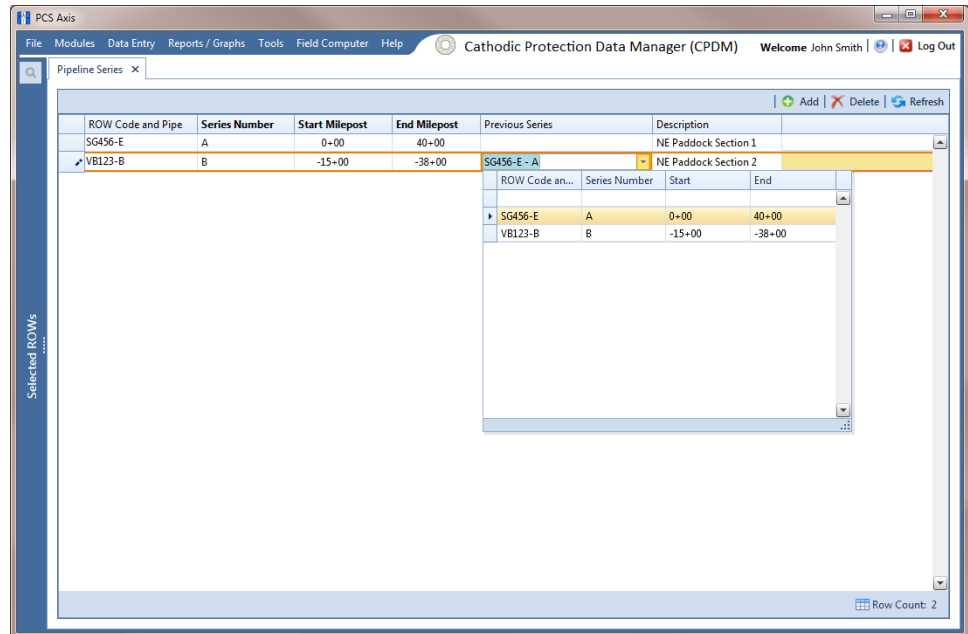 PCS Axis
File Modules Data Entry Reports / Graphs Tools Field Computer Help Cathodic Protection Data Manager (CPDM) Welcome John Smith | | Log Out
Pipeline Series
| Add | Delete | Refresh
ROW Code and Pipe Series Number Start Milepost End Milepost Previous Series Description
SG456-E A 0+00 40+00 NE Paddock Section 1
VB123-B B -15+00 -38+00 SG456-E - A NE Paddock Section 2
ROW Code an... Series Number Start End
SG456-E A 0+00 40+00
VB123-B B -15+00 -38+00
Selected ROWs
Row Count: 2